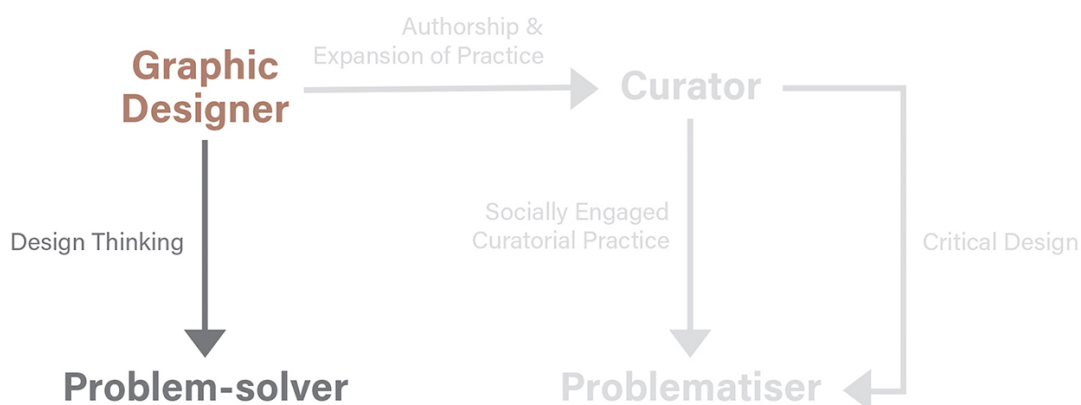 Authorship &
Expansion of Practice
Graphic
Designer
Curator
Socially Engaged
Curatorial Practice
Design Thinking
Critical Design
Problem-solver
Problematiser